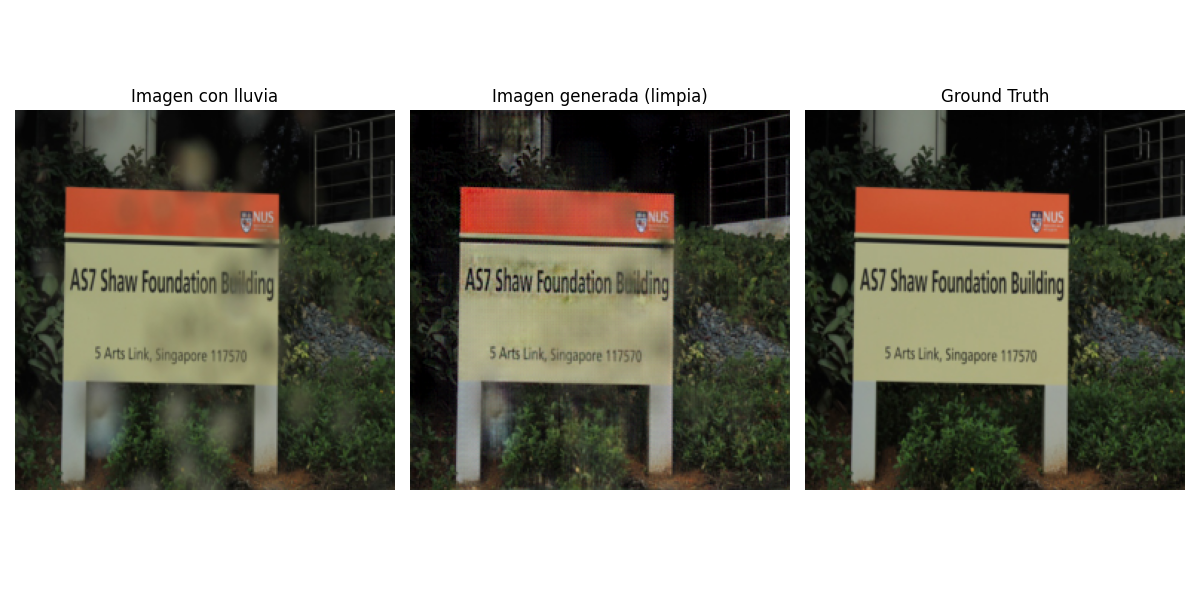 Imagen con lluvia
NUS
AS7 Shaw Foundation Building
5 Arts Link, Singapore 117570
Imagen generada (limpia)
NUS
AS7 Shaw Foundation Building
5 Arts Link, Singapore 117570
Ground Truth
NUS
AS7 Shaw Foundation Building
5 Arts Link, Singapore 117570